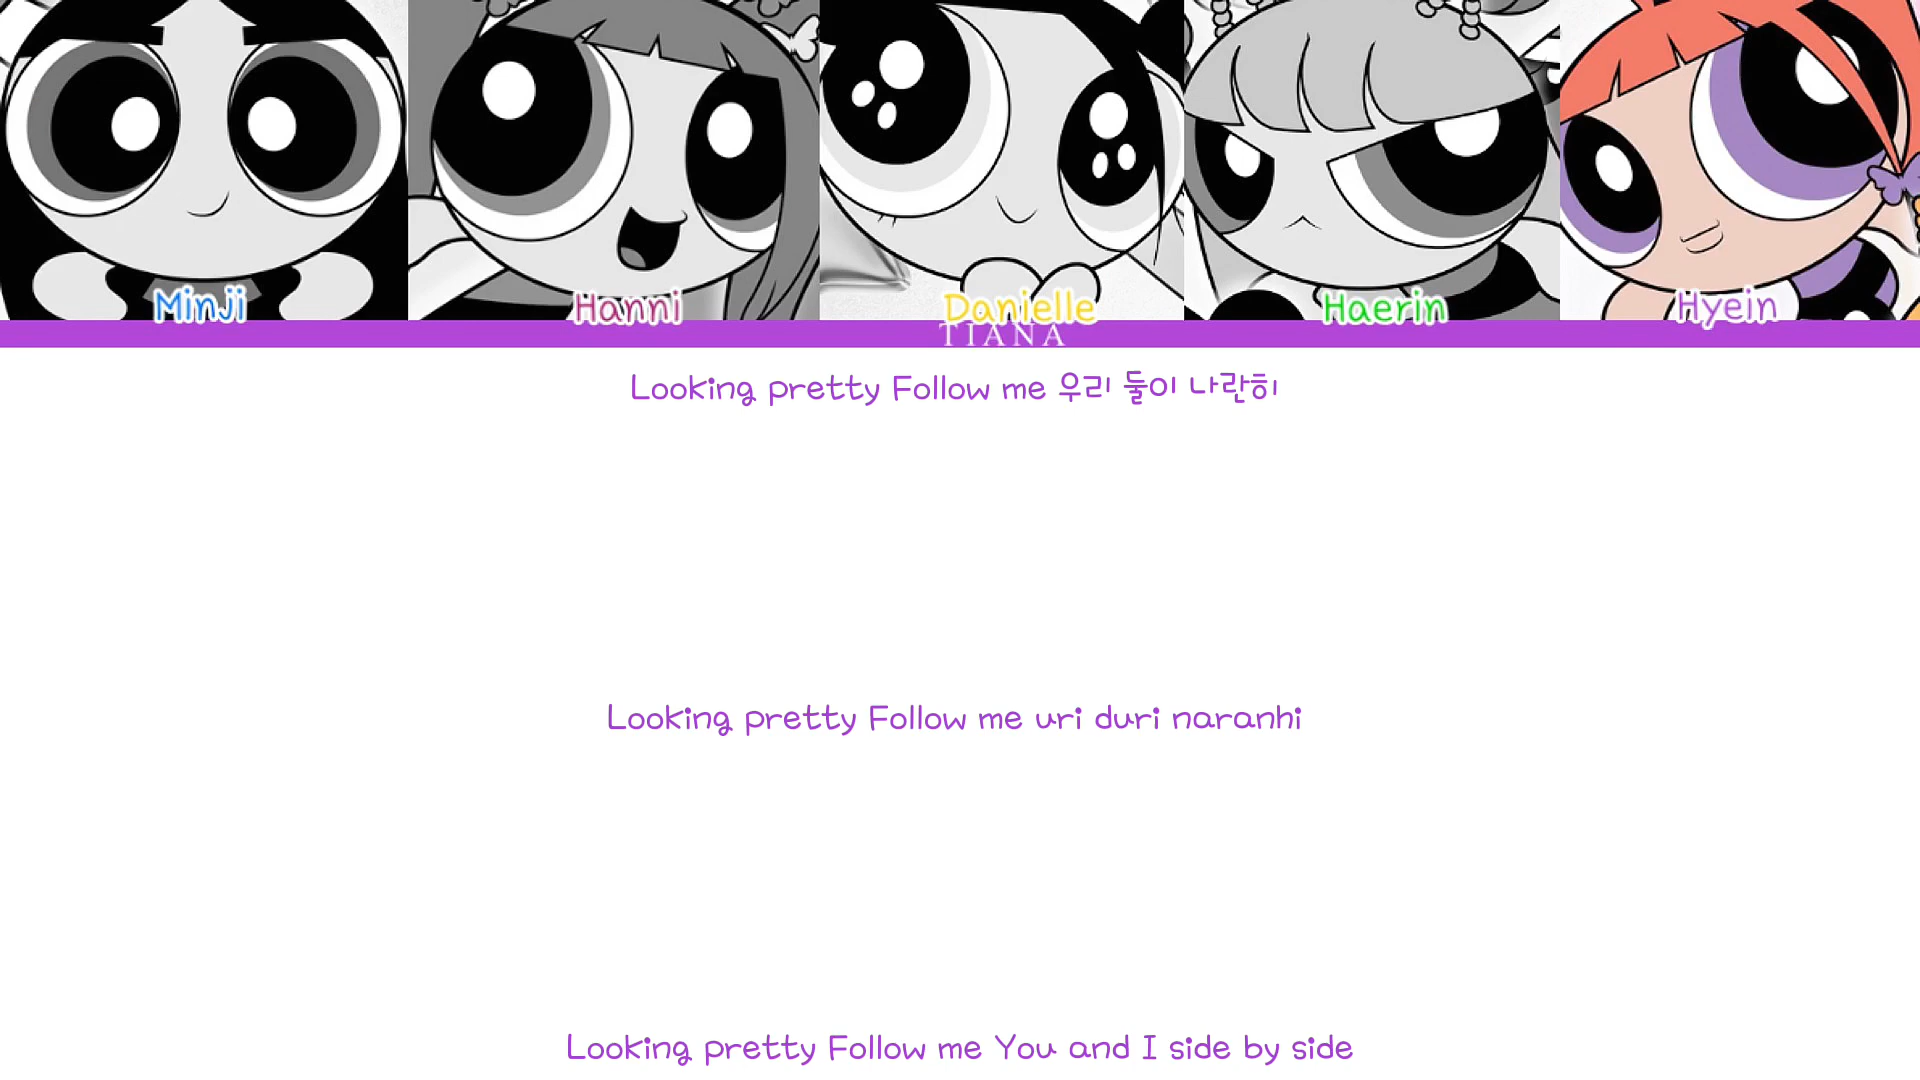 Minji Hanni Danielle Haerin Hyein
TIANA
Looking pretty Follow me 우리 둘이 나란히
Looking pretty Follow me uri duri naranhi
Looking pretty Follow me You and I side by side